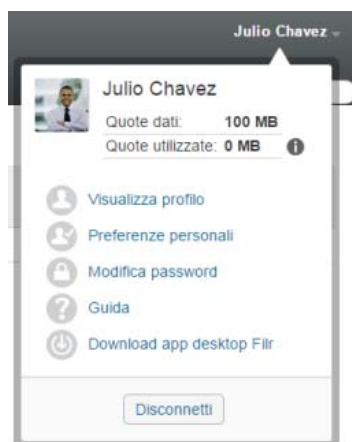 Julio Chavez
Julio Chavez
Quote dati: 100 MB
Quote utilizzate: 0 MB
Visualizza profilo
Preferenze personali
Modifica password
Guida
Download app desktop Filr
Disconnetti